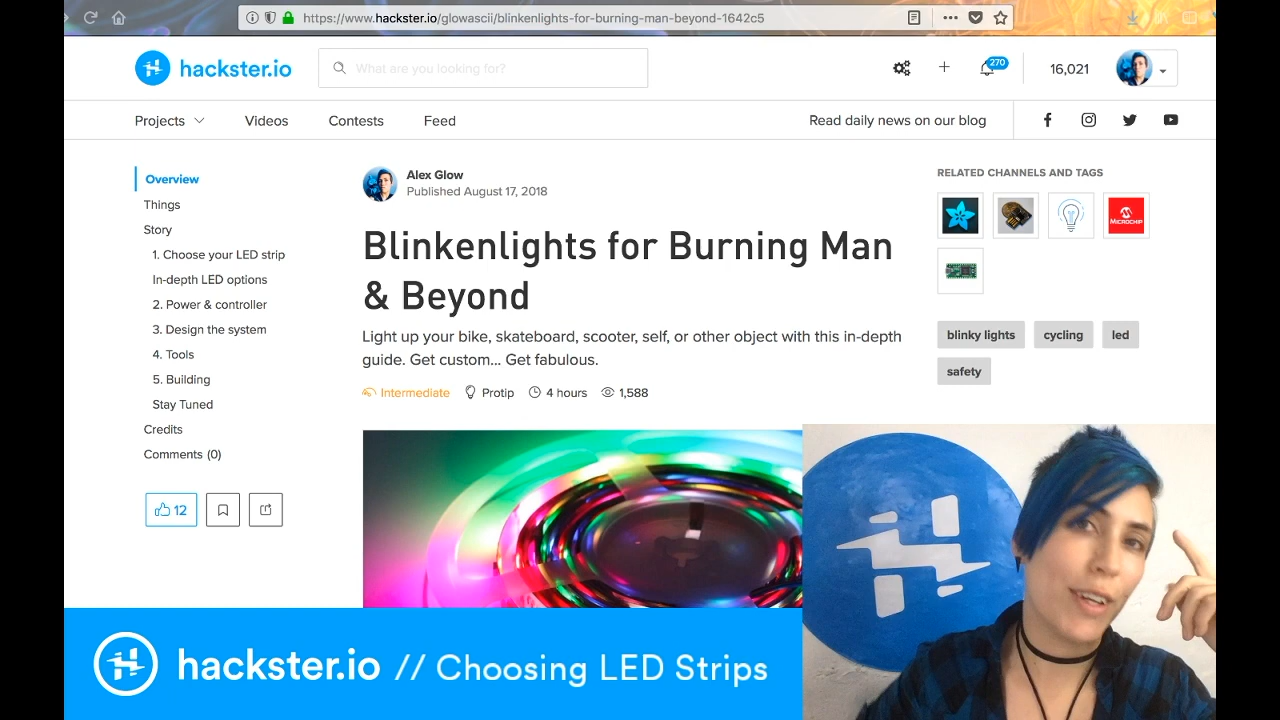 https://www.hackster.io/glowascii/blinkenlights-for-burning-man-beyond-1642c5
hackster.io
What are you looking for?
270
16,021
Projects
Videos
Contests
Feed
Read daily news on our blog
Overview
Things
Story
1. Choose your LED strip
In-depth LED options
2. Power & controller
3. Design the system
4. Tools
5. Building
Stay Tuned
Credits
Comments (0)
12
Alex Glow
Published August 17, 2018
Blinkenlights for Burning Man
& Beyond
Light up your bike, skateboard, scooter, self, or other object with this in-depth
guide. Get custom... Get fabulous.
Intermediate
Protip
4 hours
1,588
RELATED CHANNELS AND TAGS
MICROCHIP
blinky lights
cycling
led
safety
hackster.io // Choosing LED Strips